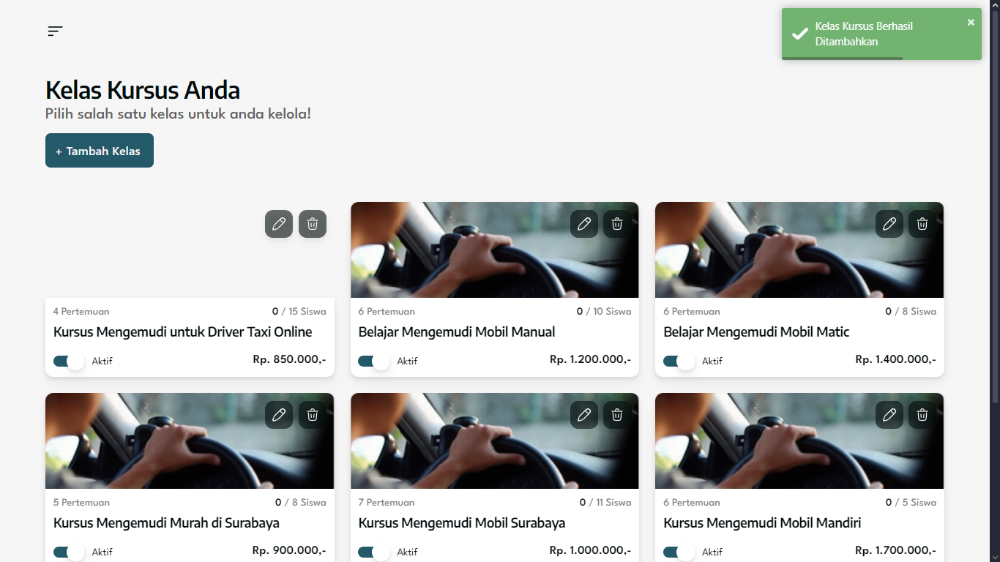 Kelas Kursus Berhasil
Ditambahkan
Kelas Kursus Anda
Pilih salah satu kelas untuk anda kelola!
+ Tambah Kelas
4 Pertemuan 0 / 15 Siswa
Kursus Mengemudi untuk Driver Taxi Online
Aktif Rp. 850.000,-
6 Pertemuan 0 / 10 Siswa
Belajar Mengemudi Mobil Manual
Aktif Rp. 1.200.000,-
6 Pertemuan 0 / 8 Siswa
Belajar Mengemudi Mobil Matic
Aktif Rp. 1.400.000,-
5 Pertemuan 0 / 8 Siswa
Kursus Mengemudi Murah di Surabaya
Aktif Rp. 900.000,-
7 Pertemuan 0 / 11 Siswa
Kursus Mengemudi Mobil Surabaya
Aktif Rp. 1.000.000,-
6 Pertemuan 0 / 5 Siswa
Kursus Mengemudi Mobil Mandiri
Aktif Rp. 1.700.000,-